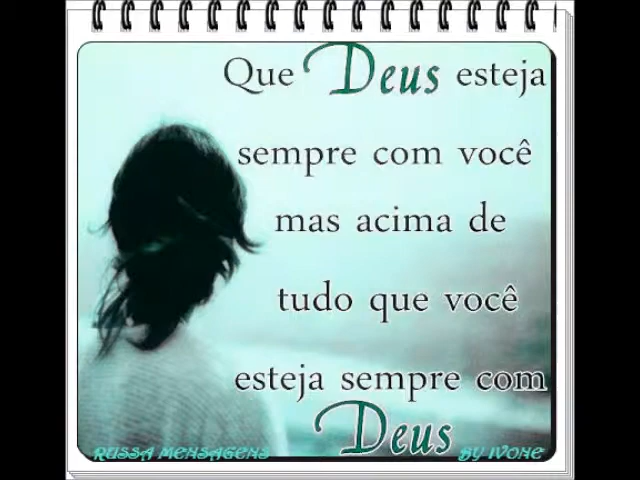 Que Deus esteja
sempre com você
mas acima de
tudo que você
esteja sempre com
Deus
RUSSA MENSAGENS BY IVONE